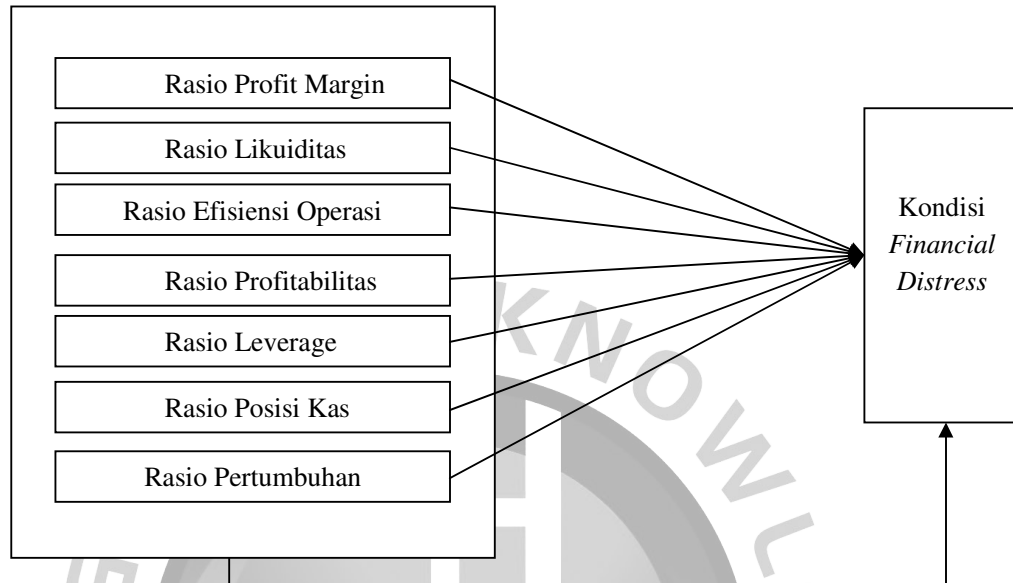 Rasio Profit Margin
Rasio Likuiditas
Rasio Efisiensi Operasi
Rasio Profitabilitas
Rasio Leverage
Rasio Posisi Kas
Rasio Pertumbuhan
Kondisi
Financial
Distress
KNOWL